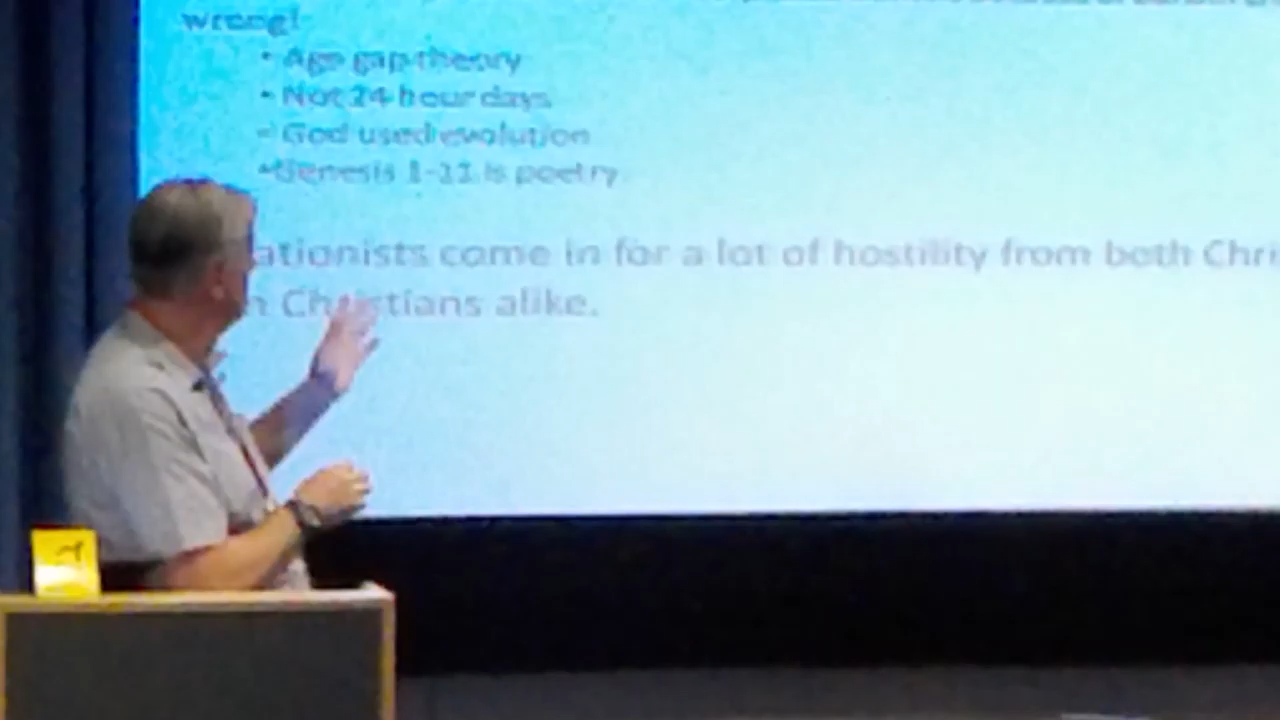 wrong!
• Age gap theory
• Not 24 hour days
• God used evolution
• Genesis 1-11 is poetry
ationists come in for a lot of hostility from both Chri
n Christians alike.